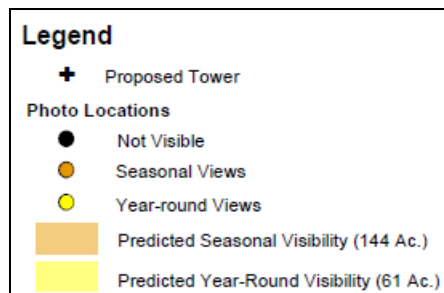 Legend
Proposed Tower
Photo Locations
Not Visible
Seasonal Views
Year-round Views
Predicted Seasonal Visibility (144 Ac.)
Predicted Year-Round Visibility (61 Ac.)